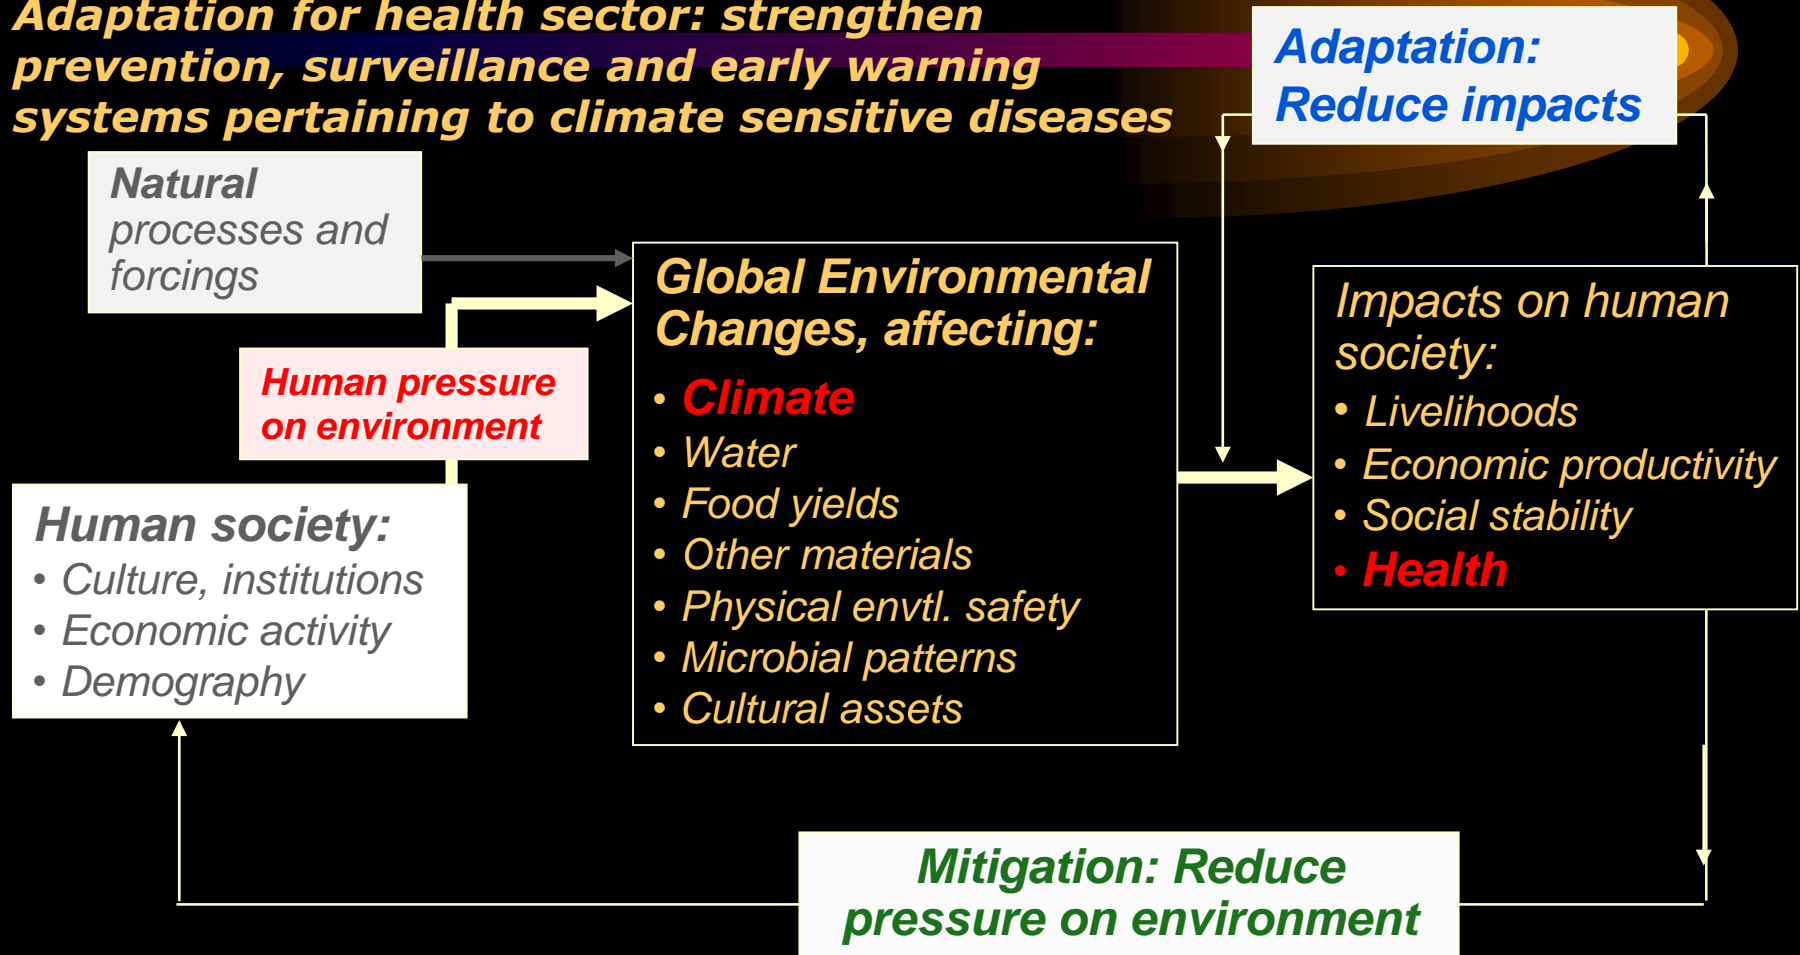 Adaptation for health sector: strengthen
prevention, surveillance and early warning
systems pertaining to climate sensitive diseases
Adaptation:
Reduce impacts
Natural
processes and
forcings
Human pressure
on environment
Human society:
• Culture, institutions
• Economic activity
• Demography
Global Environmental
Changes, affecting:
• Climate
• Water
• Food yields
• Other materials
• Physical envtl. safety
• Microbial patterns
• Cultural assets
Impacts on human
society:
• Livelihoods
• Economic productivity
• Social stability
• Health
Mitigation: Reduce
pressure on environment